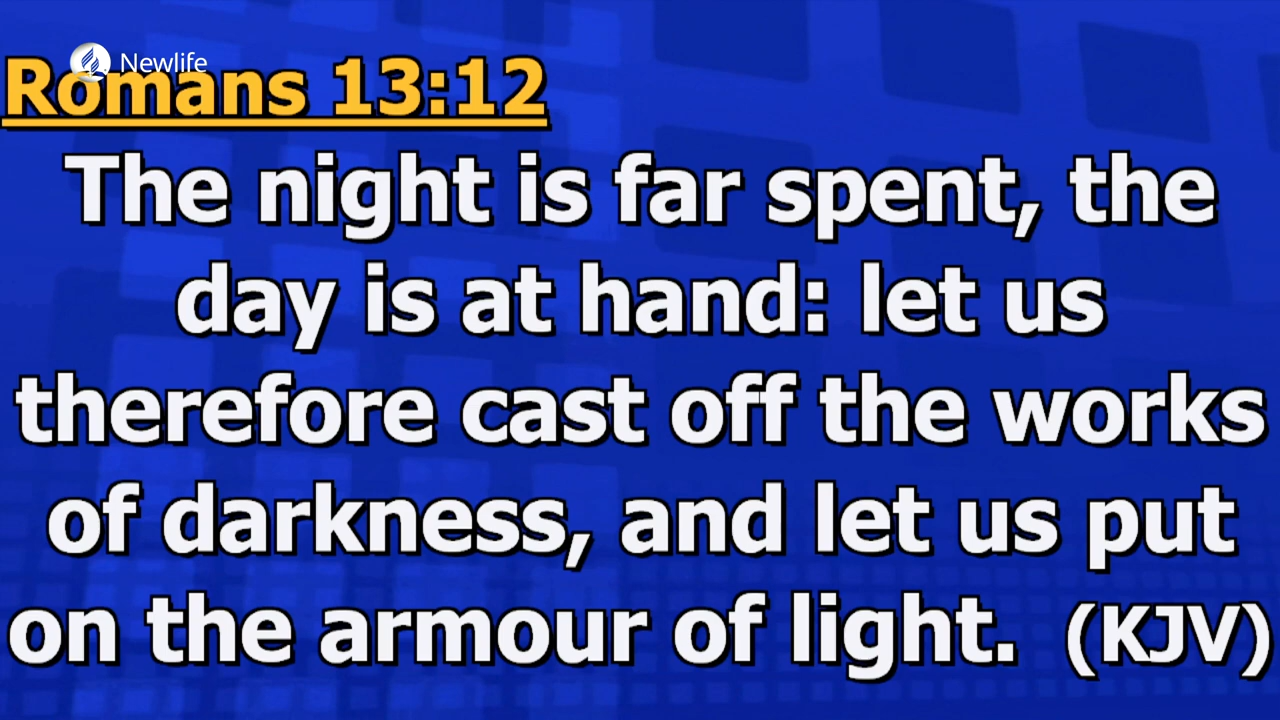 Newlife
Romans 13:12
The night is far spent, the
day is at hand: let us
therefore cast off the works
of darkness, and let us put
on the armour of light. (KJV)